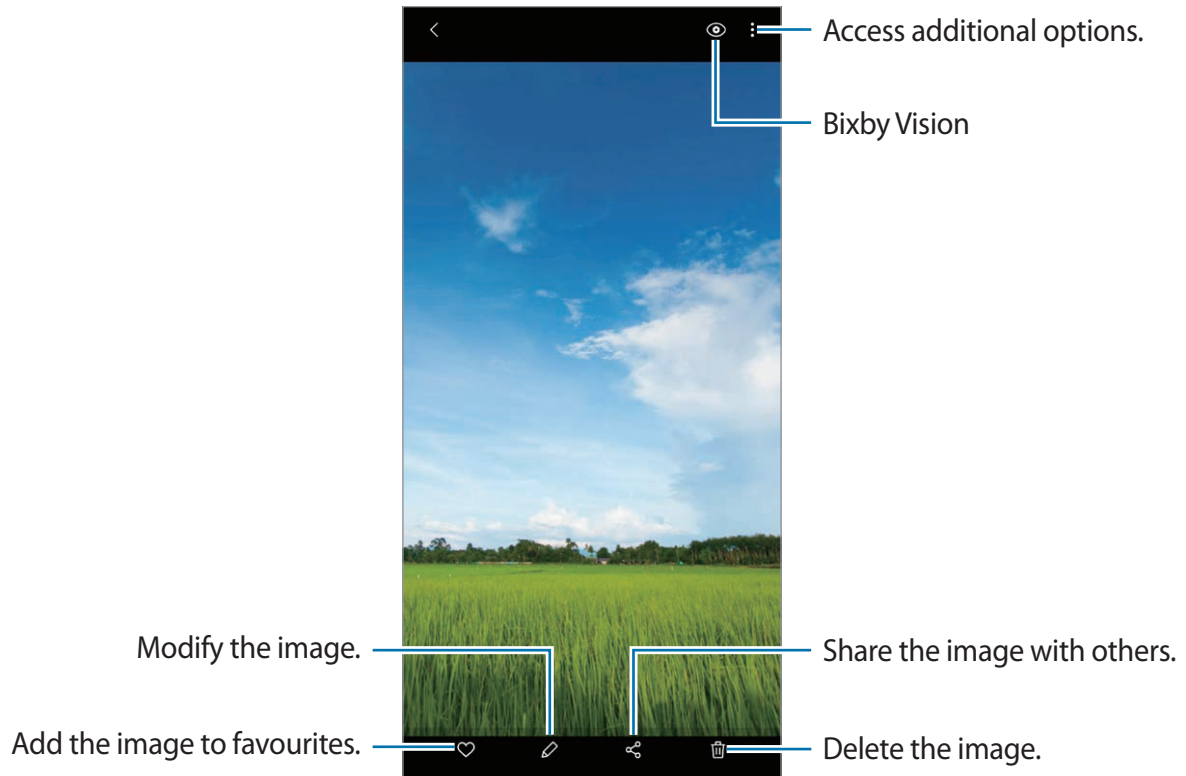 Access additional options.
Bixby Vision
Modify the image.
Share the image with others.
Add the image to favourites.
Delete the image.